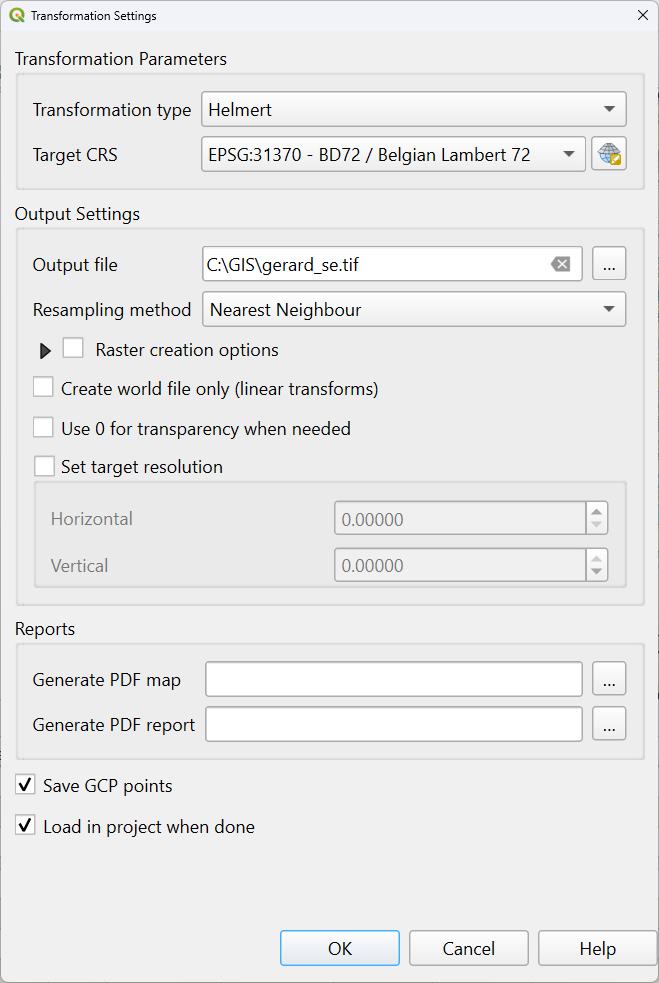 Transformation Settings
Transformation Parameters
Transformation type Helmert
Target CRS EPSG:31370 - BD72 / Belgian Lambert 72
Output Settings
Output file C:\GIS\gerard_se.tif ...
Resampling method Nearest Neighbour
Raster creation options
Create world file only (linear transforms)
Use 0 for transparency when needed
Set target resolution
Horizontal 0.00000
Vertical 0.00000
Reports
Generate PDF map ...
Generate PDF report ...
Save GCP points
Load in project when done
OK Cancel Help